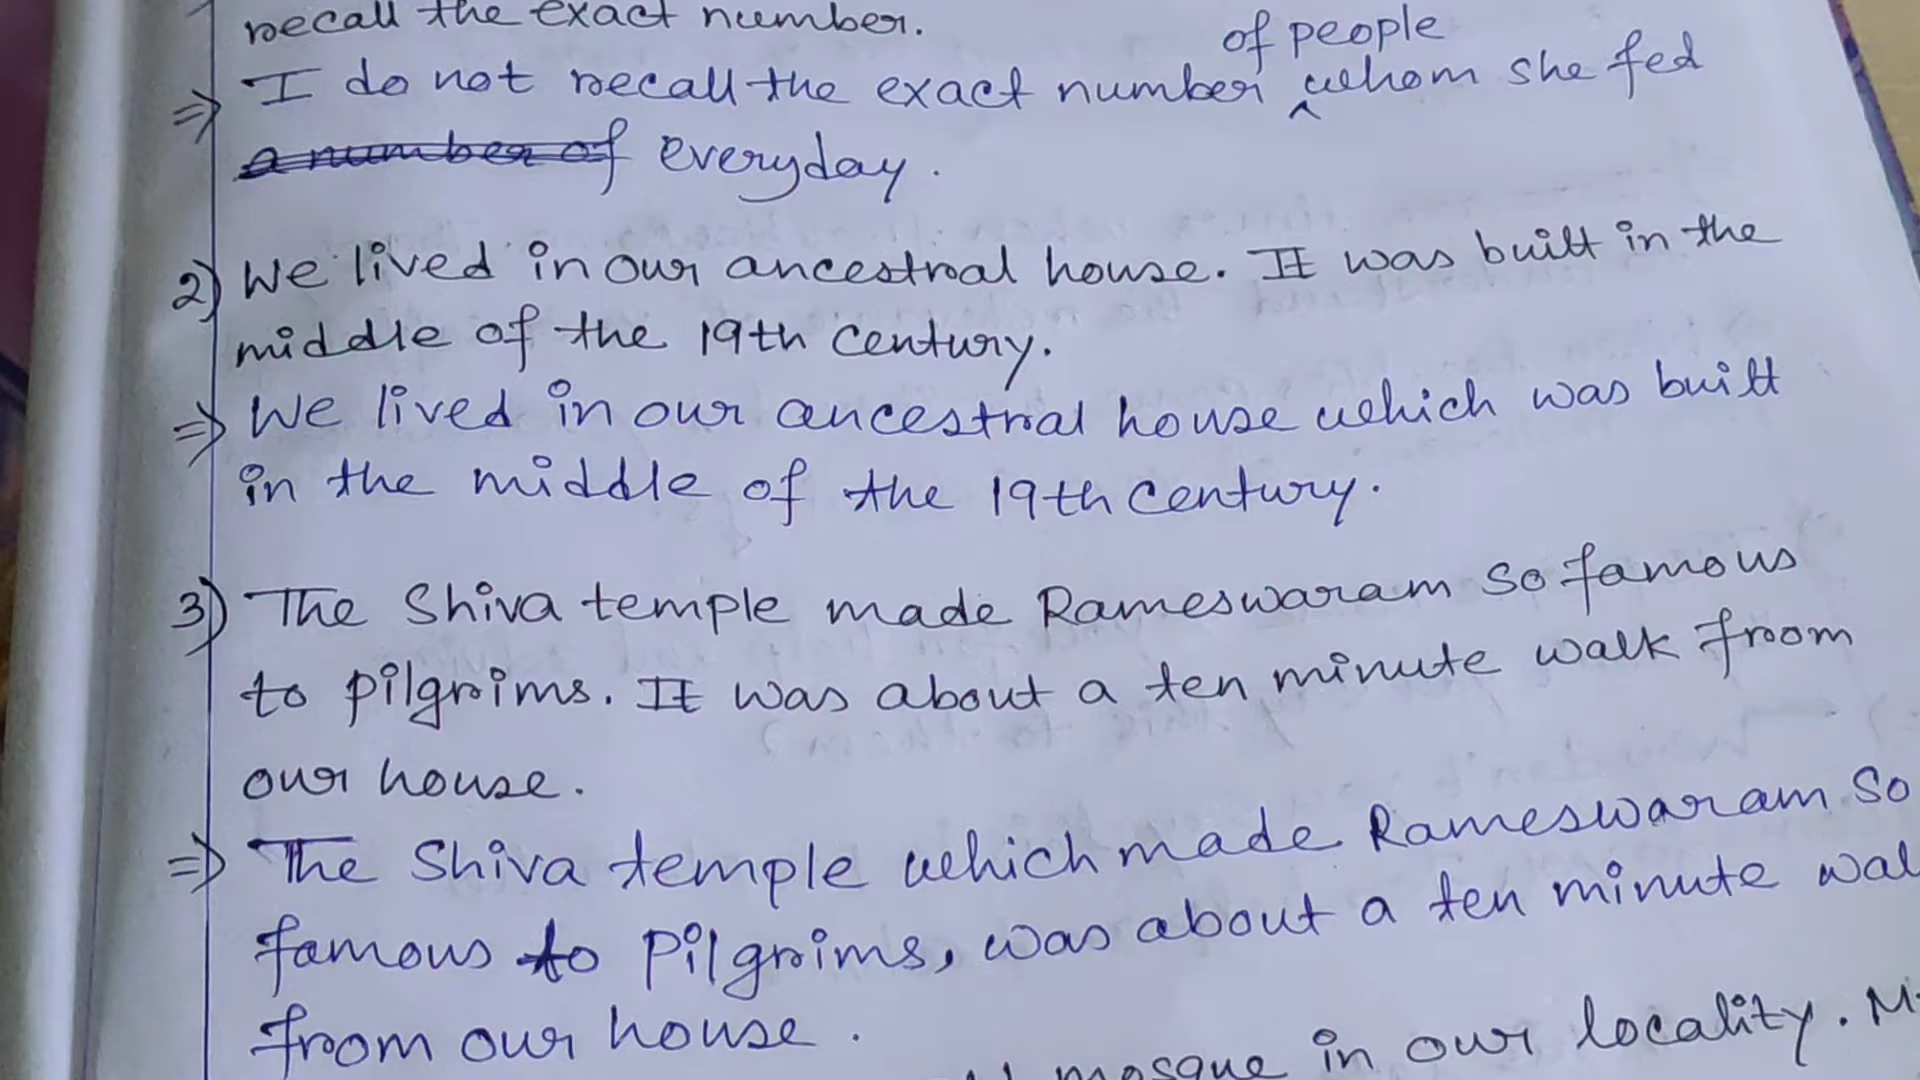 recall the exact number.
of people
⇒ I do not recall the exact number ^ whom she fed
a number of everyday.
2) We lived in our ancestral house. It was built in the
middle of the 19th century.
⇒ We lived in our ancestral house which was built
in the middle of the 19th century.
3) The Shiva temple made Rameswaram so famous
to pilgrims. It was about a ten minute walk from
our house.
⇒ The Shiva temple which made Rameswaram so
famous to pilgrims, was about a ten minute wal
from our house.
mosque in our locality. M